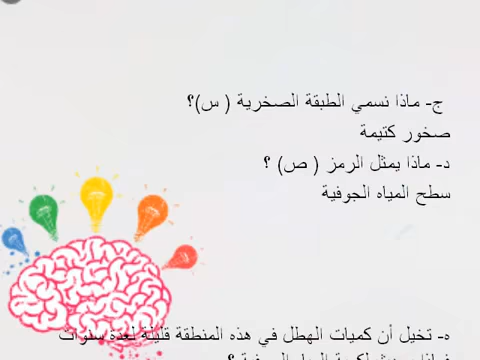 ج- ماذا نسمي الطبقة الصخرية ( س)؟
صخور كتيمة
د- ماذا يمثل الرمز ( ص) ؟
سطح المياه الجوفية
ه- تخيل أن كميات الهطل في هذه المنطقة قليلة لعدة سنوات